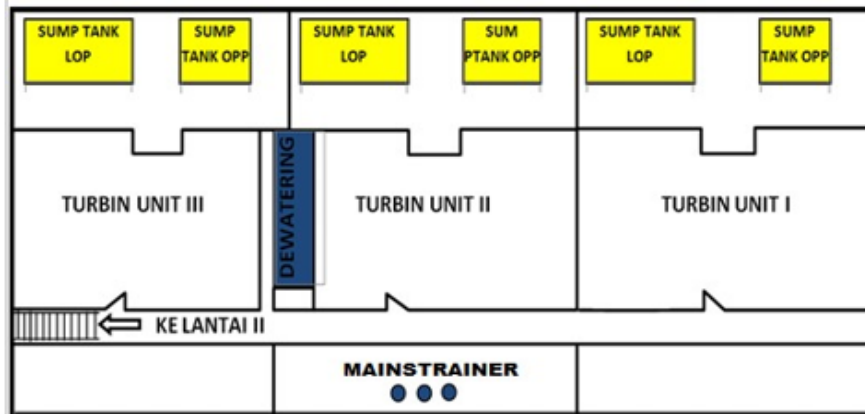 SUMP TANK
LOP
SUMP
TANK OPP
SUMP TANK
LOP
SUM
PTANK OPP
SUMP TANK
LOP
SUMP
TANK OPP
TURBIN UNIT III
DEWATERING
TURBIN UNIT II
TURBIN UNIT I
KE LANTAI II
MAINSTRAINER